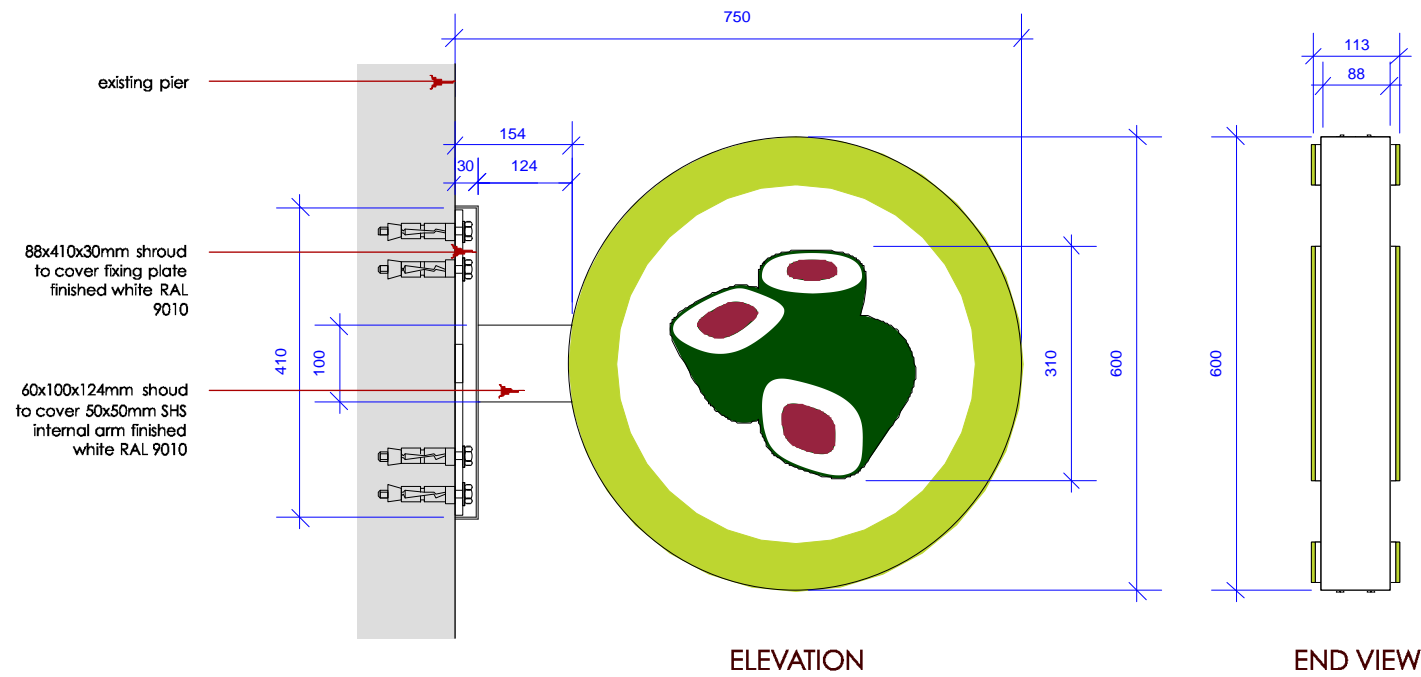 750
113
88
existing pier
154
30
124
88x410x30mm shroud
to cover fixing plate
finished white RAL
9010
410
100
310
600
600
60x100x124mm shoud
to cover 50x50mm SHS
internal arm finished
white RAL 9010
ELEVATION
END VIEW